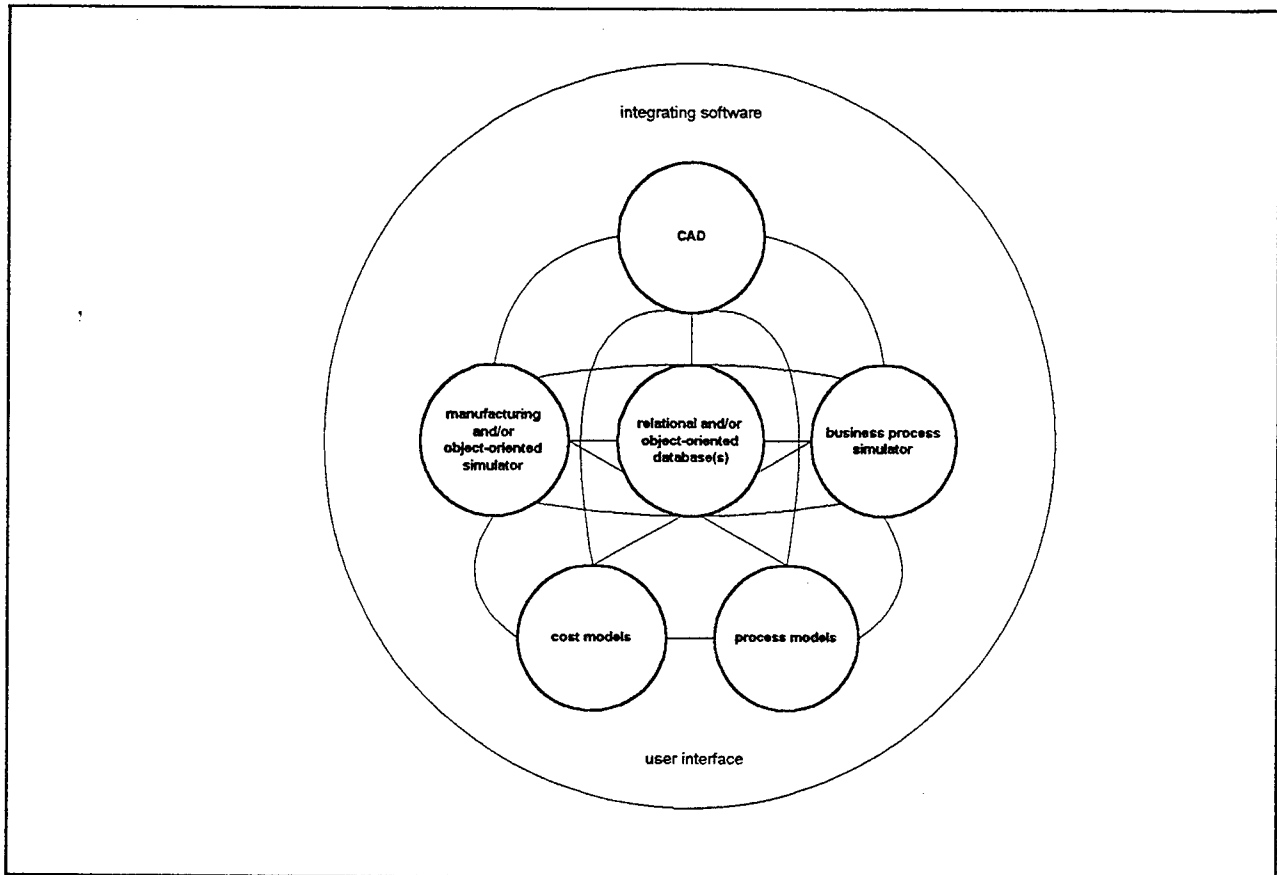 integrating software
CAD
manufacturing
and/or
object-oriented
simulator
relational and/or
object-oriented
database(s)
business process
simulator
cost models
process models
user interface